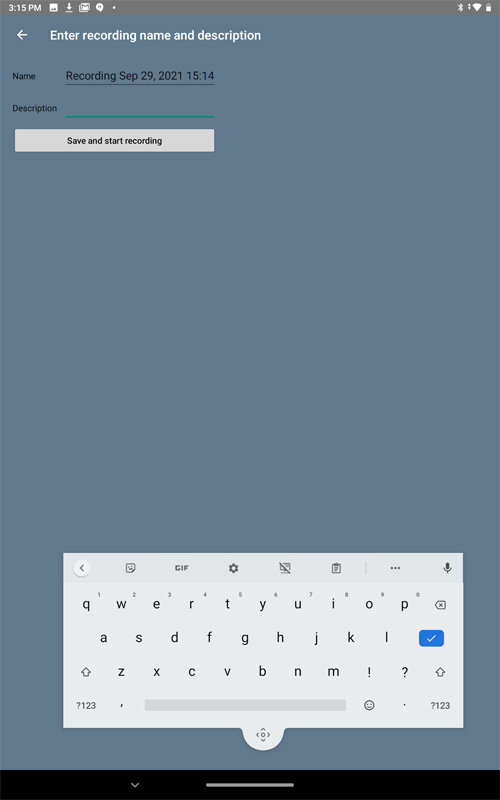 3:15 PM
Enter recording name and description
Name Recording Sep 29, 2021 15:14
Description
Save and start recording
GIF
1 2 3 4 5 6 7 8 9 0
q w e r t y u i o p
a s d f g h j k l
z x c v b n m ! ?
?123 , . ?123